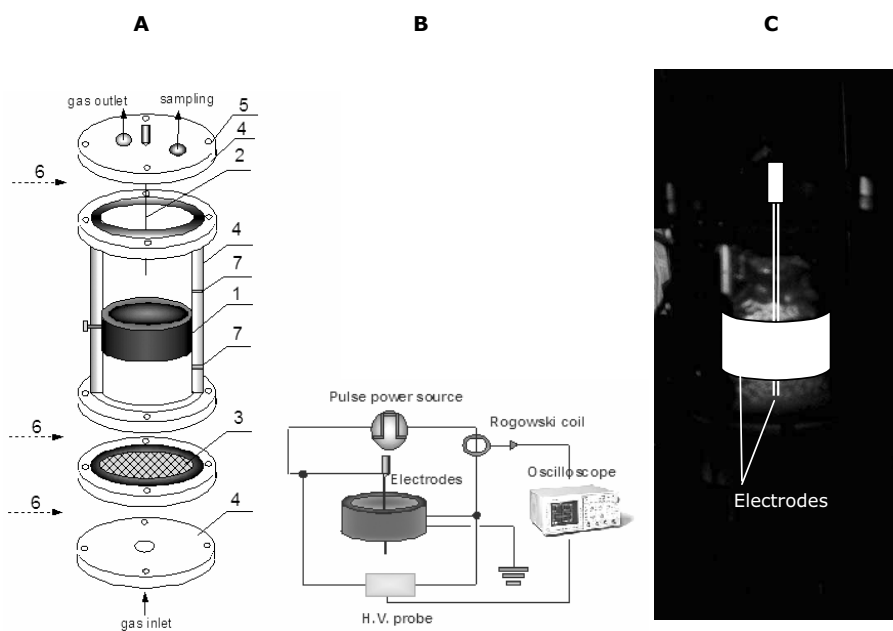 A
B
C
gas outlet
sampling
5
4
6
2
4
7
1
7
6
3
6
4
gas inlet
Pulse power source
Rogowski coil
Electrodes
Oscilloscope
H.V. probe
Electrodes